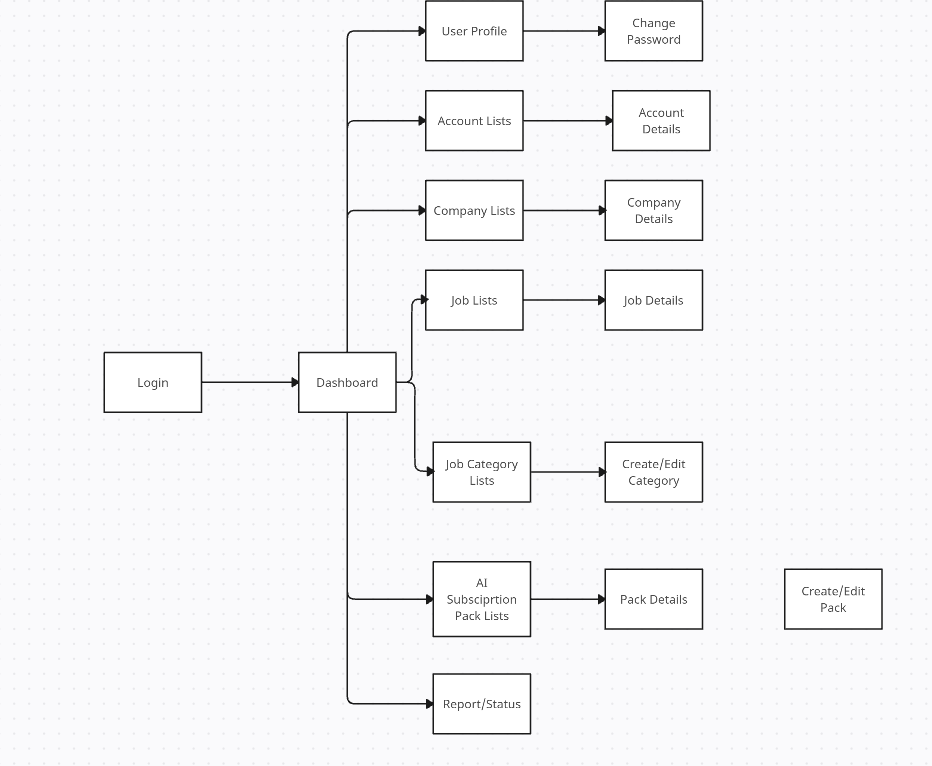 User Profile
Change
Password
Account Lists
Account
Details
Company Lists
Company
Details
Job Lists
Job Details
Login
Dashboard
Job Category
Lists
Create/Edit
Category
AI
Subsciprtion
Pack Lists
Pack Details
Create/Edit
Pack
Report/Status